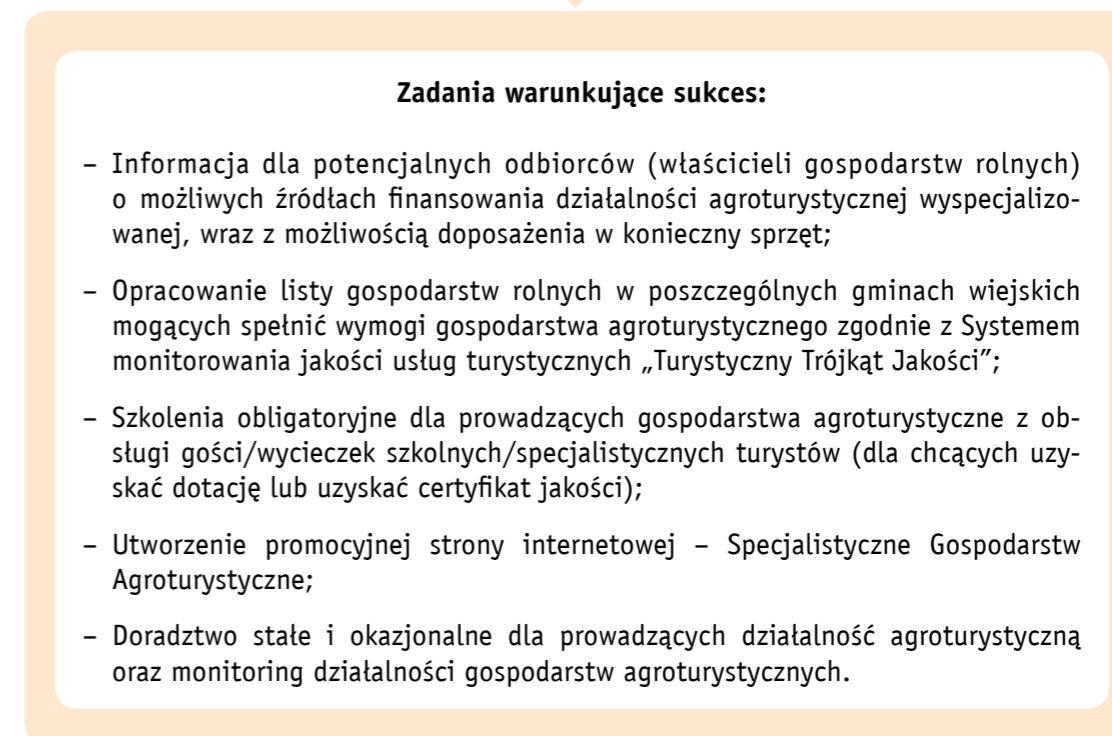 Zadania warunkujące sukces:
– Informacja dla potencjalnych odbiorców (właścicieli gospodarstw rolnych)
o możliwych źródłach finansowania działalności agroturystycznej wyspecjalizo-
wanej, wraz z możliwością doposażenia w konieczny sprzęt;
– Opracowanie listy gospodarstw rolnych w poszczególnych gminach wiejskich
mogących spełnić wymogi gospodarstwa agroturystycznego zgodnie z Systemem
monitorowania jakości usług turystycznych „Turystyczny Trójkąt Jakości”;
– Szkolenia obligatoryjne dla prowadzących gospodarstwa agroturystyczne z ob-
sługi gości/wycieczek szkolnych/specjalistycznych turystów (dla chcących uzy-
skać dotację lub uzyskać certyfikat jakości);
– Utworzenie promocyjnej strony internetowej – Specjalistyczne Gospodarstw
Agroturystyczne;
– Doradztwo stałe i okazjonalne dla prowadzących działalność agroturystyczną
oraz monitoring działalności gospodarstw agroturystycznych.